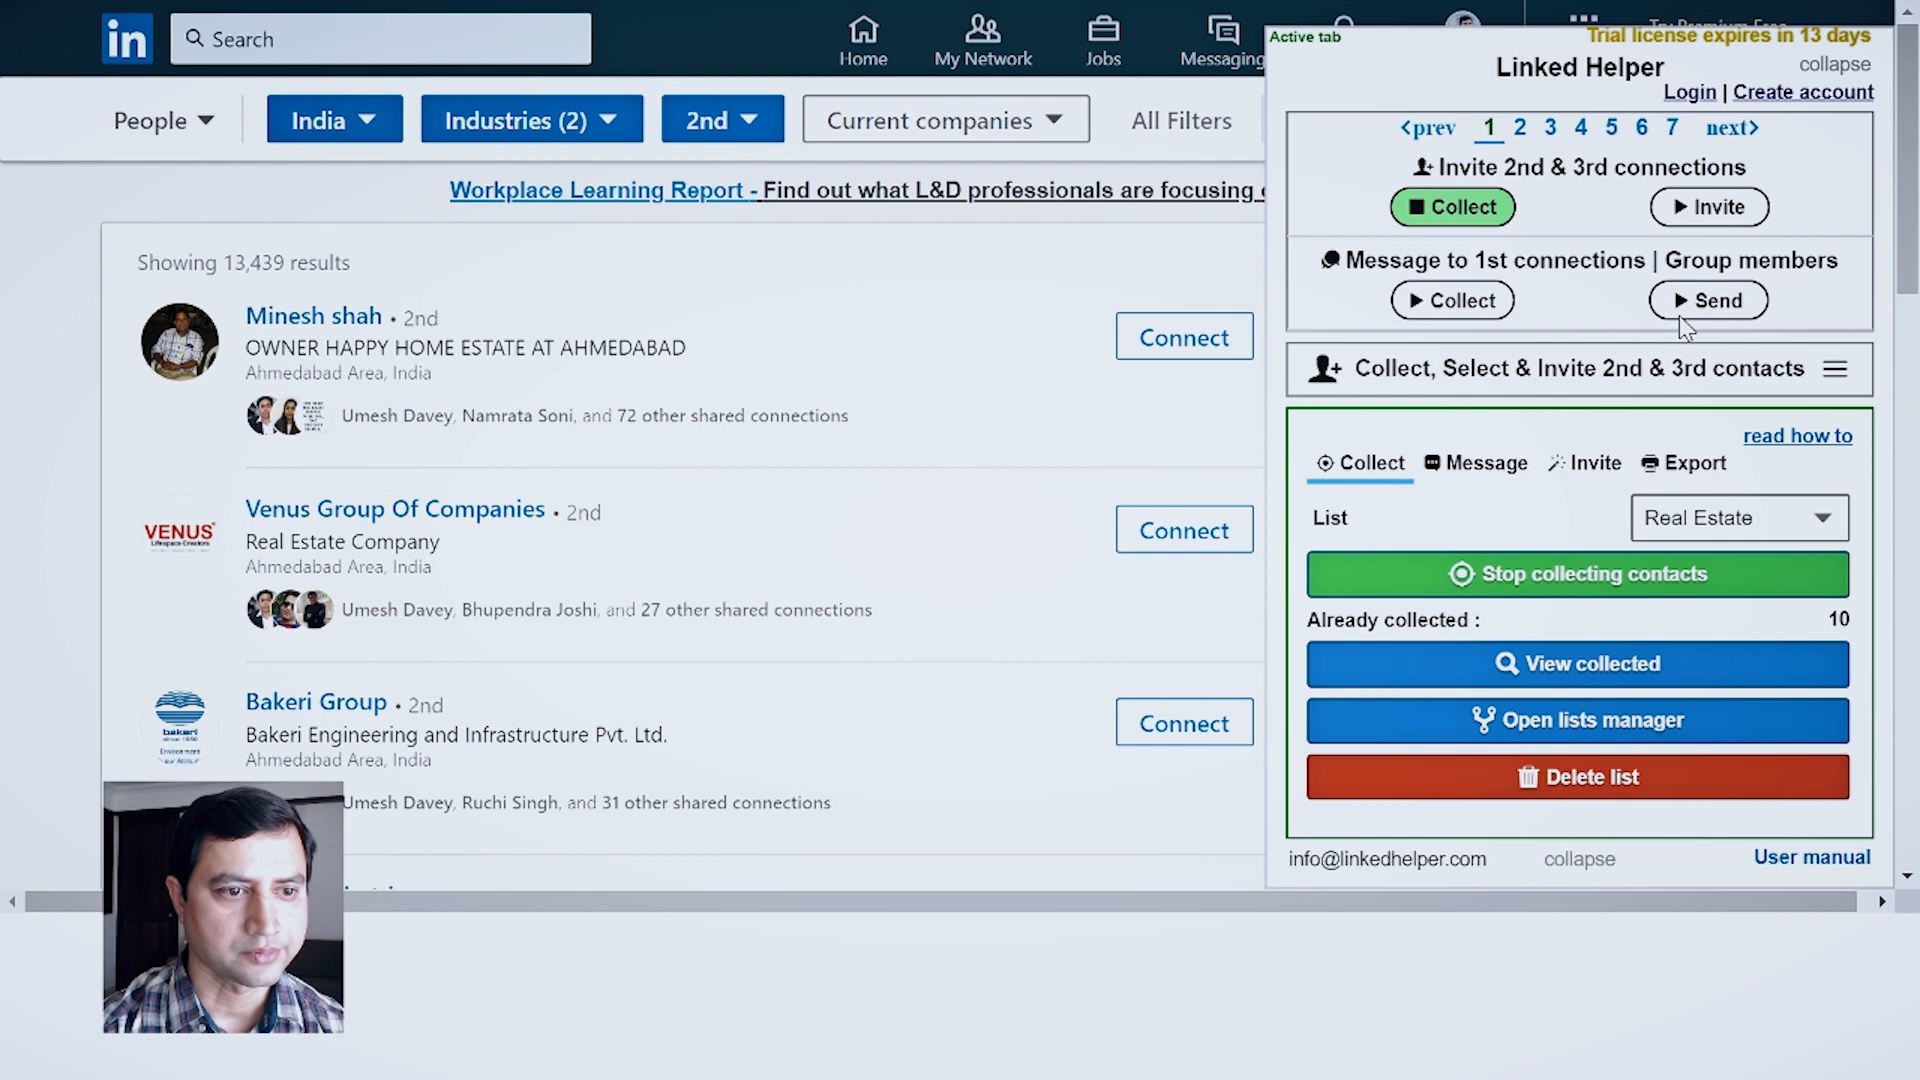 in
Search
Home
My Network
Jobs
Messaging
Try Premium Free
People
India
Industries (2)
2nd
Current companies
All Filters
Workplace Learning Report - Find out what L&D professionals are focusing
Showing 13,439 results
Minesh shah • 2nd
OWNER HAPPY HOME ESTATE AT AHMEDABAD
Ahmedabad Area, India
Umesh Davey, Namrata Soni, and 72 other shared connections
Connect
VENUS
Venus Group Of Companies • 2nd
Real Estate Company
Ahmedabad Area, India
Umesh Davey, Bhupendra Joshi, and 27 other shared connections
Connect
bakeri
Bakeri Group • 2nd
Bakeri Engineering and Infrastructure Pvt. Ltd.
Ahmedabad Area, India
Umesh Davey, Ruchi Singh, and 31 other shared connections
Connect
Active tab
Trial license expires in 13 days
Linked Helper
collapse
Login | Create account
<prev 1 2 3 4 5 6 7 next>
Invite 2nd & 3rd connections
Collect
Invite
Message to 1st connections | Group members
Collect
Send
Collect, Select & Invite 2nd & 3rd contacts
read how to
Collect
Message
Invite
Export
List
Real Estate
Stop collecting contacts
Already collected : 10
View collected
Open lists manager
Delete list
info@linkedhelper.com
collapse
User manual